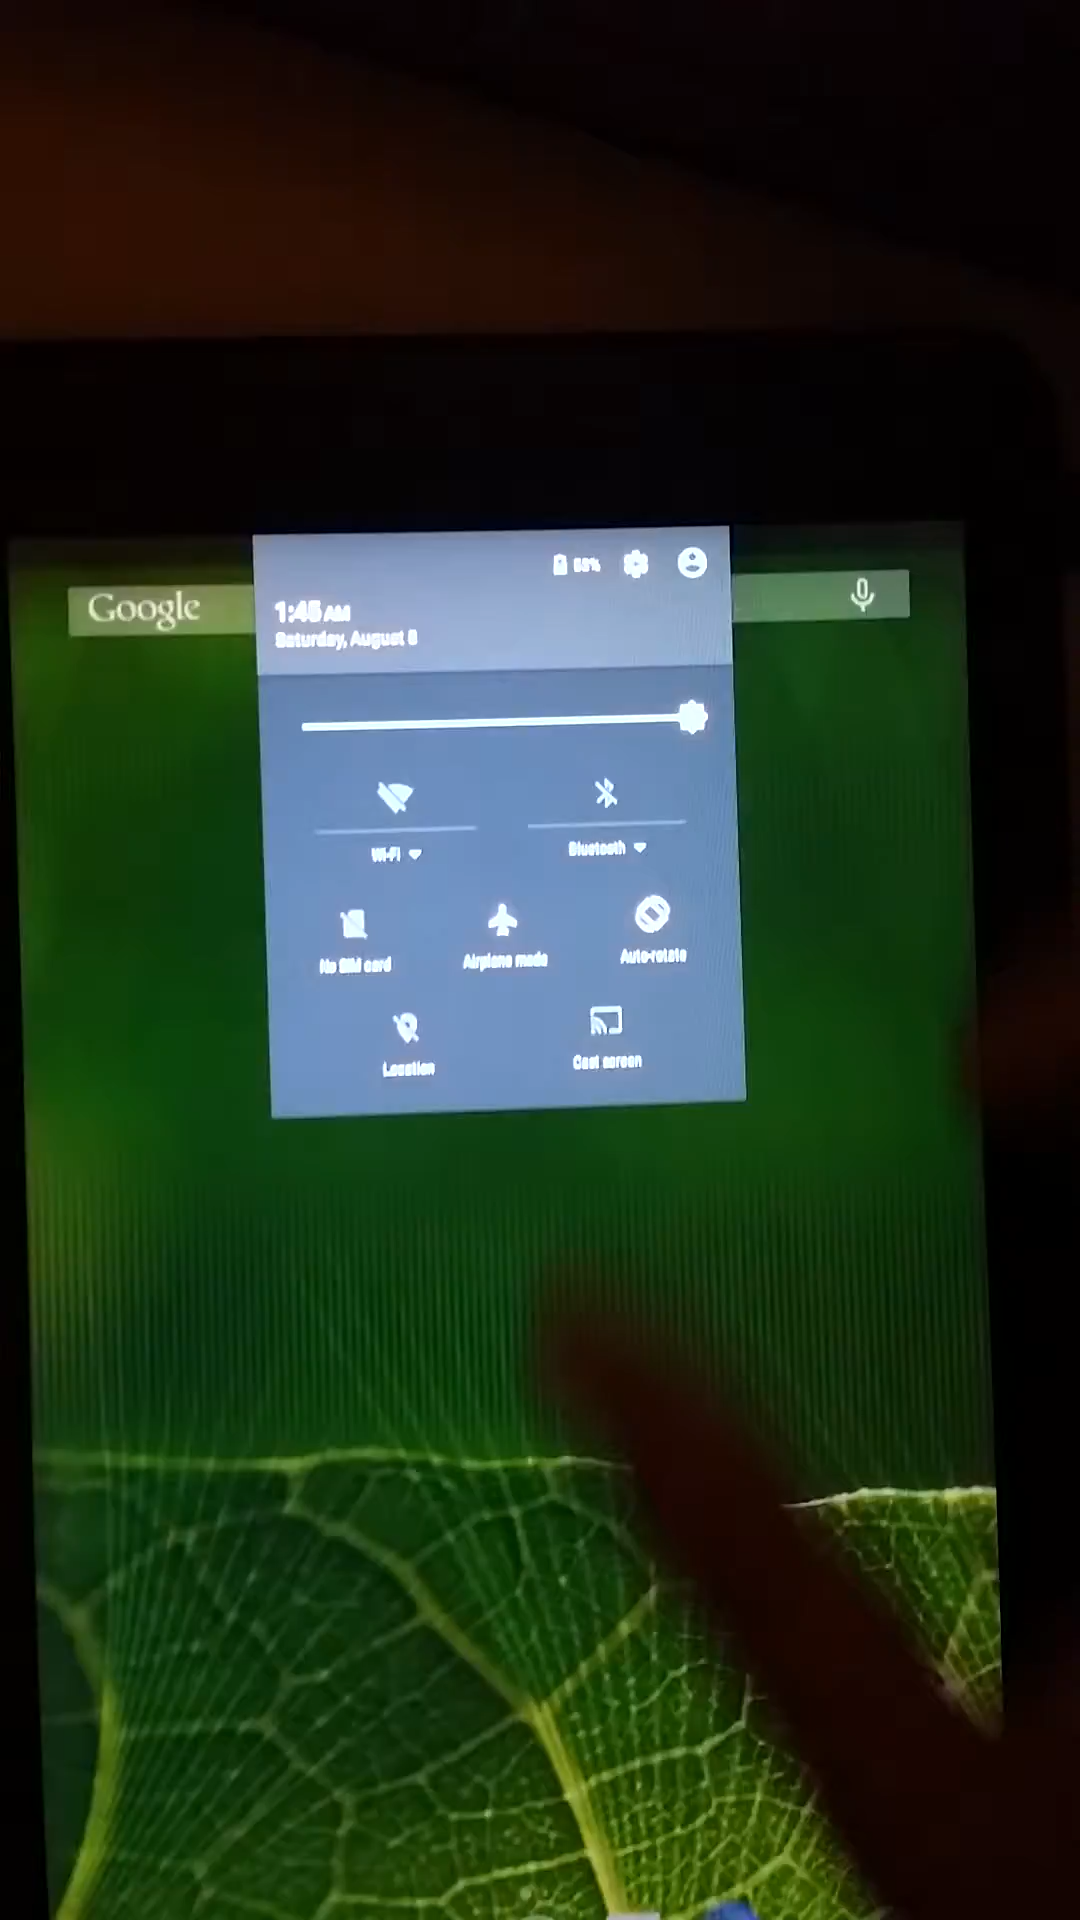 Google
1:45 AM
Saturday, August 8
Wi-Fi
Bluetooth
No SIM card
Airplane mode
Auto-rotate
Location
Cast screen